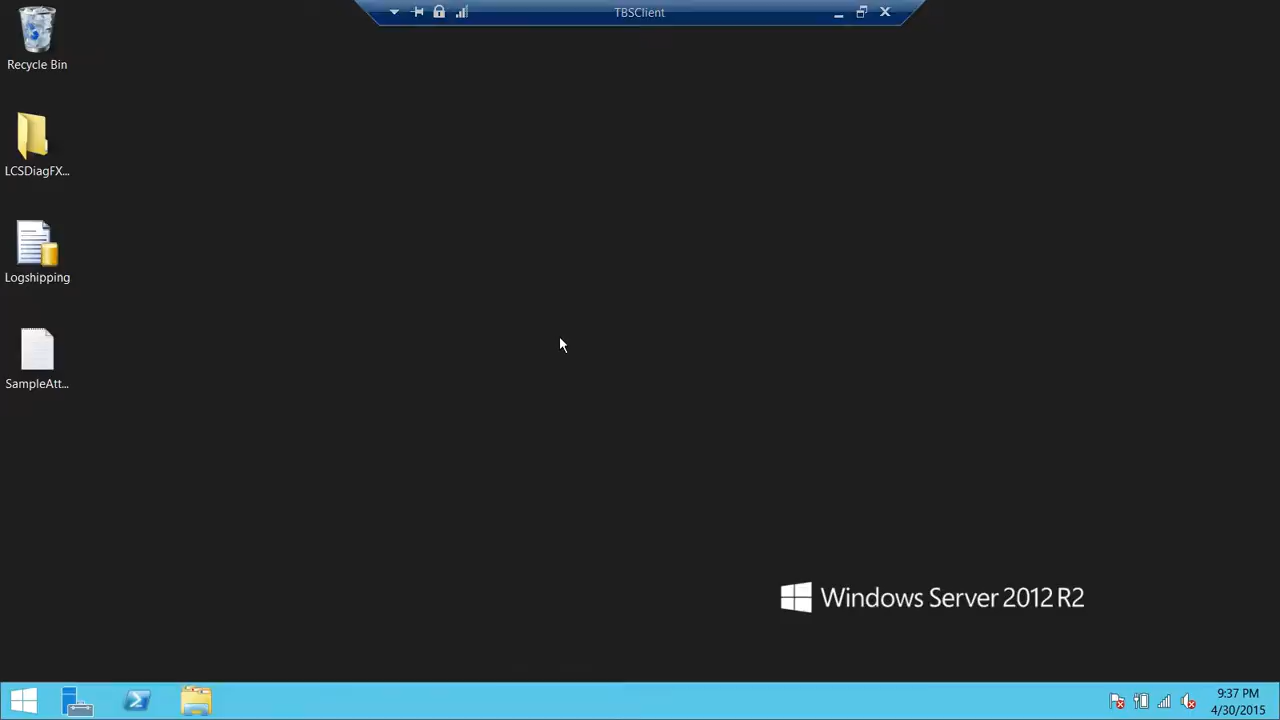 TBSClient
Recycle Bin
LCSDiagFX...
Logshipping
SampleAtt...
Windows Server 2012 R2
9:37 PM
4/30/2015